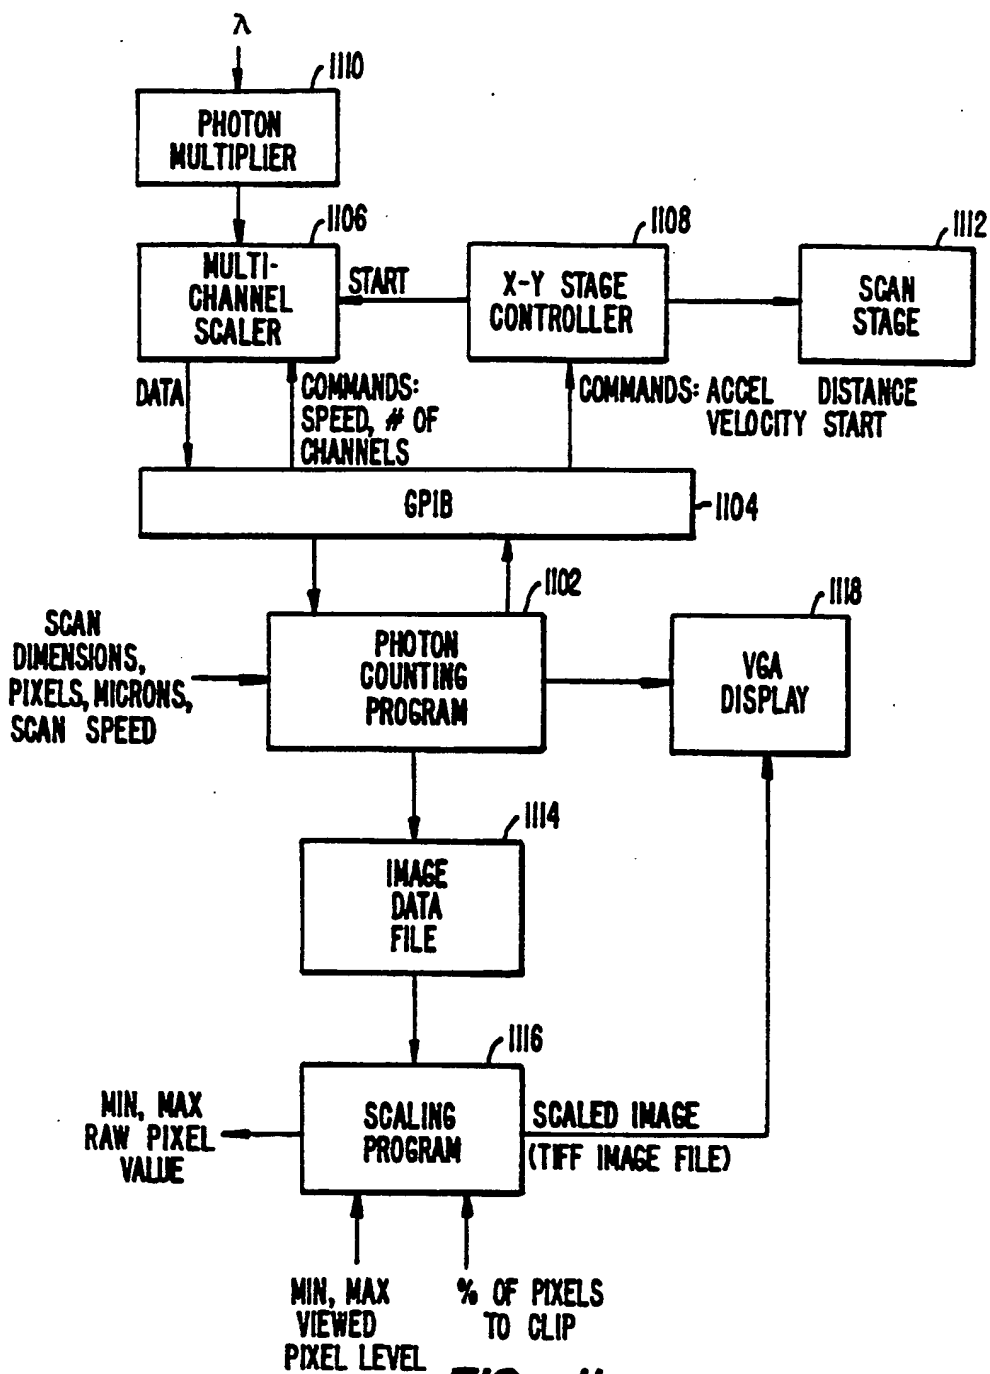 λ
1110
PHOTON
MULTIPLIER
1106
MULTI-
CHANNEL
SCALER
START
1108
X-Y STAGE
CONTROLLER
1112
SCAN
STAGE
DATA
COMMANDS:
SPEED, # OF
CHANNELS
COMMANDS: ACCEL DISTANCE
VELOCITY START
GPIB
1104
1102
PHOTON
COUNTING
PROGRAM
SCAN
DIMENSIONS,
PIXELS, MICRONS,
SCAN SPEED
1118
VGA
DISPLAY
1114
IMAGE
DATA
FILE
1116
SCALING
PROGRAM
MIN, MAX
RAW PIXEL
VALUE
SCALED IMAGE
(TIFF IMAGE FILE)
MIN, MAX
VIEWED
PIXEL LEVEL
% OF PIXELS
TO CLIP